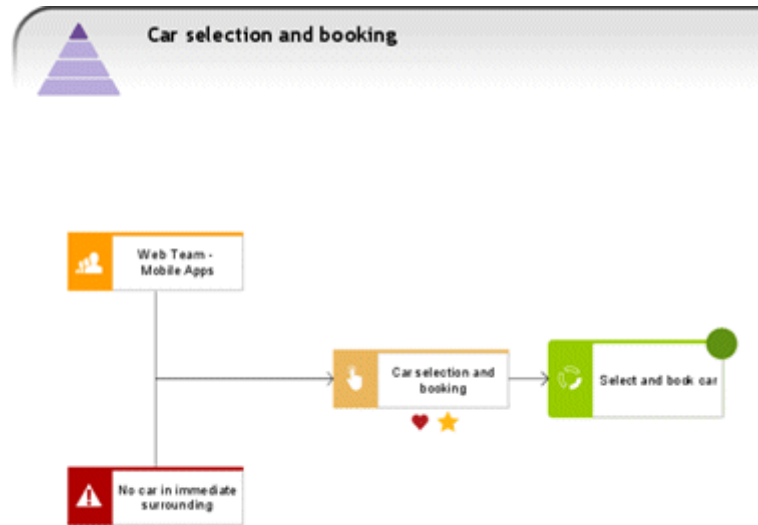 Car selection and booking
Web Team -
Mobile Apps
Car selection and
booking
Select and book car
No car in immediate
surrounding